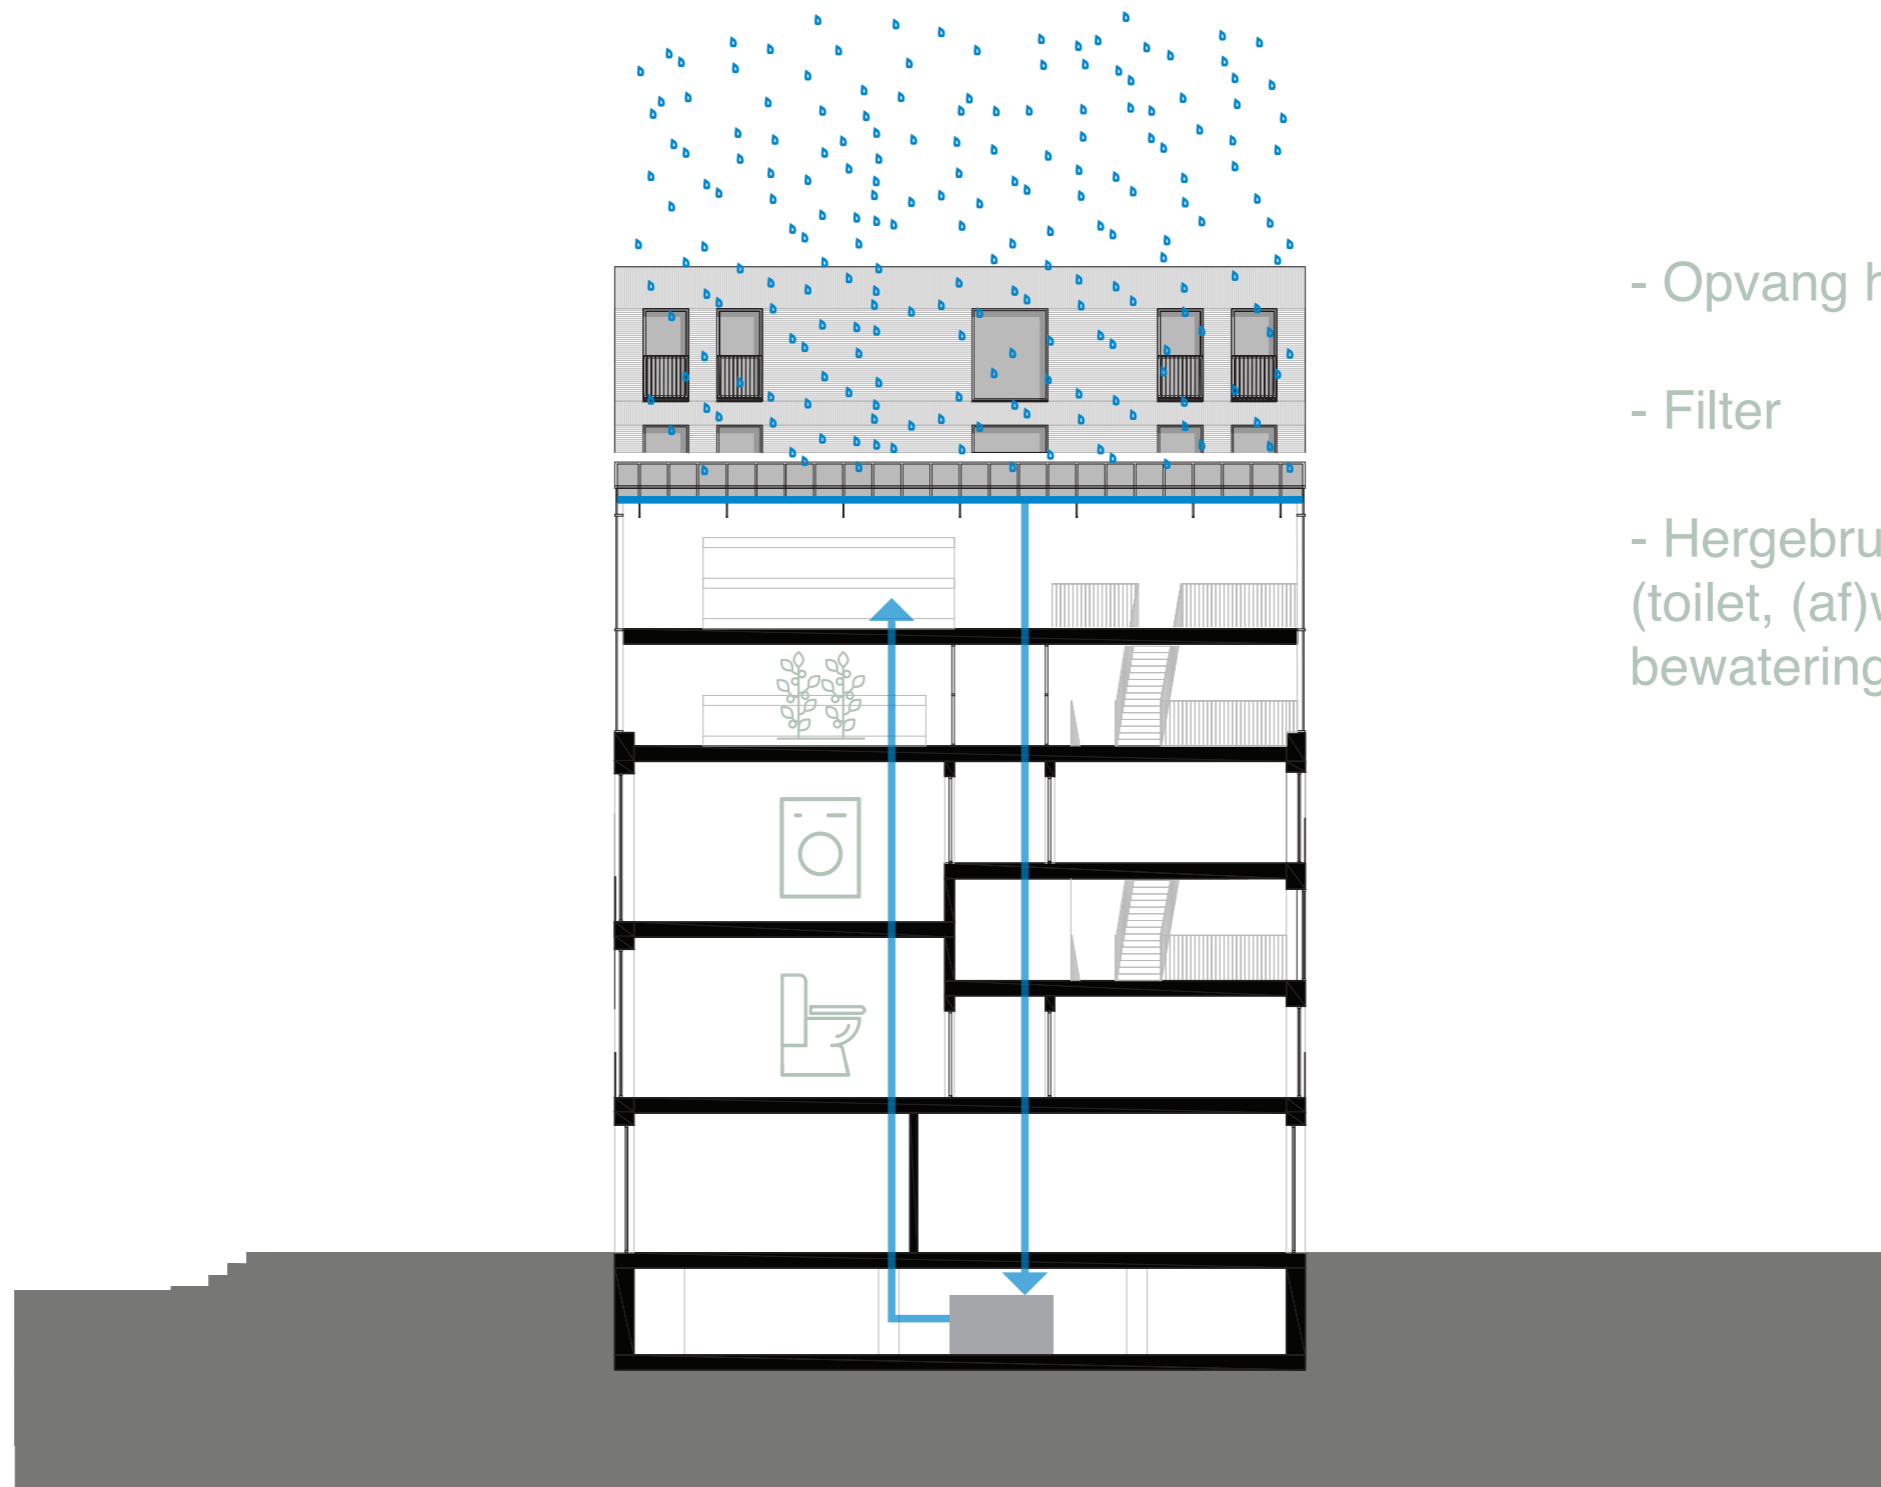 - Opvang
- Filter
- Hergebru
(toilet, (af)
bewatering